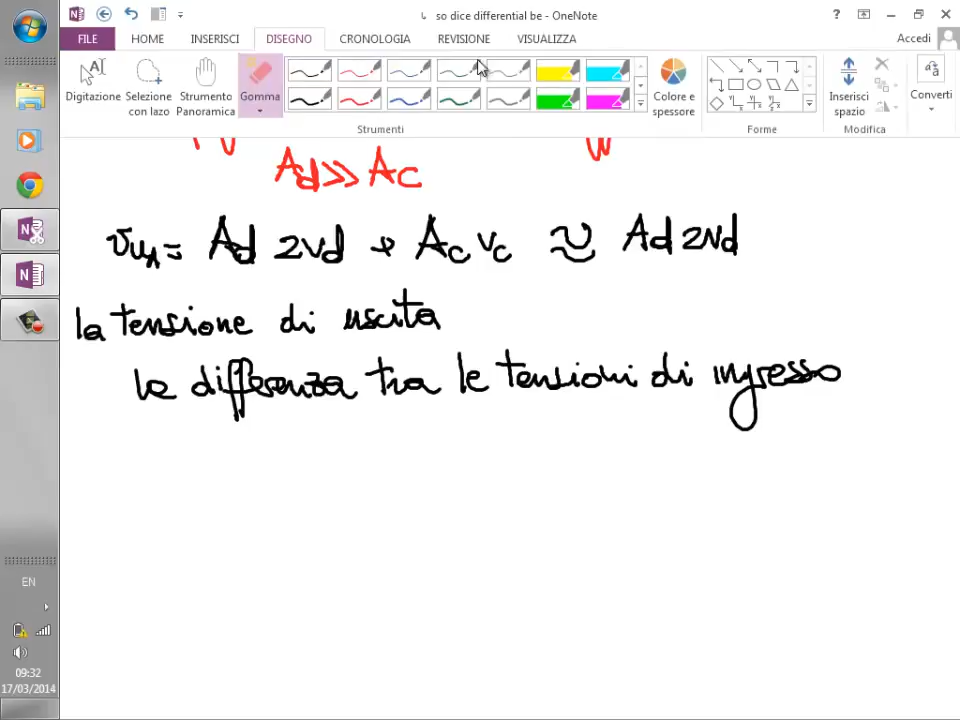 so dice differential be - OneNote
FILE HOME INSERISCI DISEGNO CRONOLOGIA REVISIONE VISUALIZZA Accedi
Digitazione Selezione con lazo Strumento Panoramica Gomma Colore e spessore Inserisci spazio Converti
Strumenti Forme Modifica
Ad >> Ac
Ad 2vd + Ac vc ≈ Ad 2vd
la tensione di uscita
la differenza tra le tensioni di ingresso
EN
09:32
17/03/2014